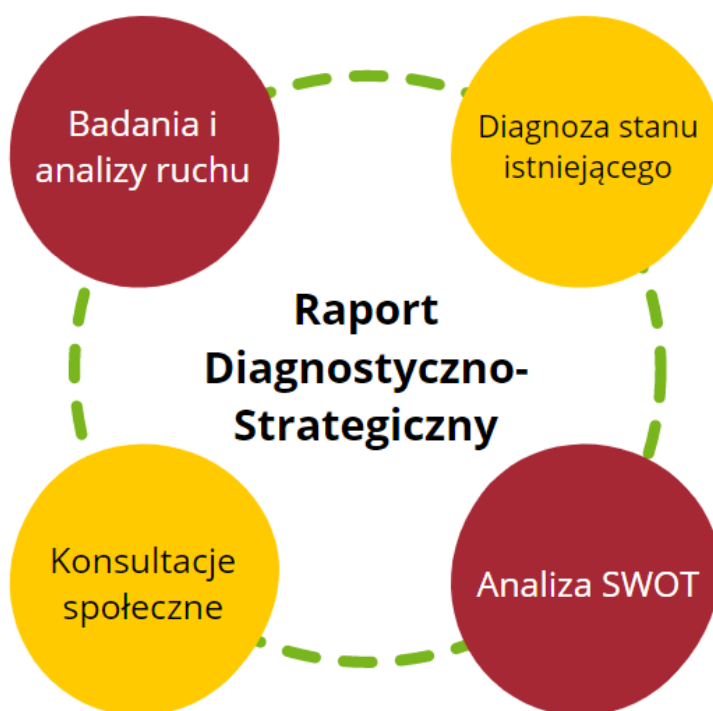 Badania i
analizy ruchu
Diagnoza stanu
istniejącego
Raport
Diagnostyczno-
Strategiczny
Konsultacje
społeczne
Analiza SWOT